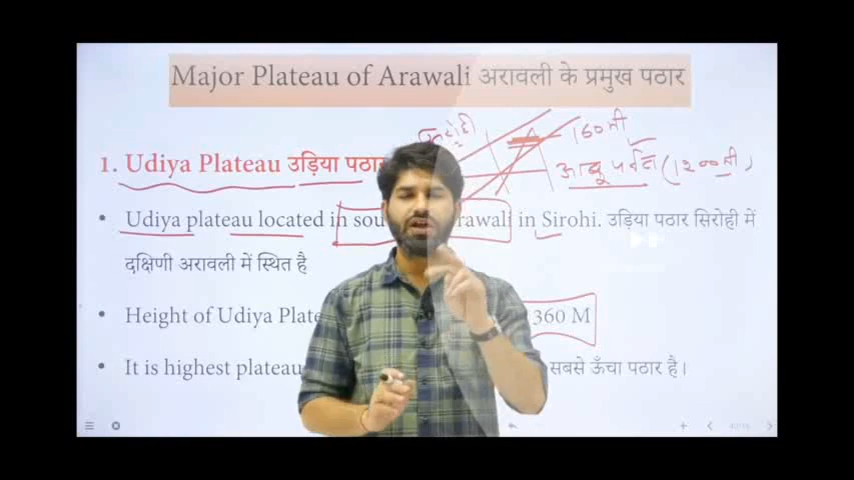 Major Plateau of Arawali अरावली के प्रमुख पठार
सिरोही
160 मी
1. Udiya Plateau उड़िया पठार
आबू पर्वत (1200 मी)
• Udiya plateau located in sou rawali in Sirohi. उड़िया पठार सिरोही में
दक्षिणी अरावली में स्थित है
• Height of Udiya Plate 360 M
• It is highest plateau सबसे ऊँचा पठार है।